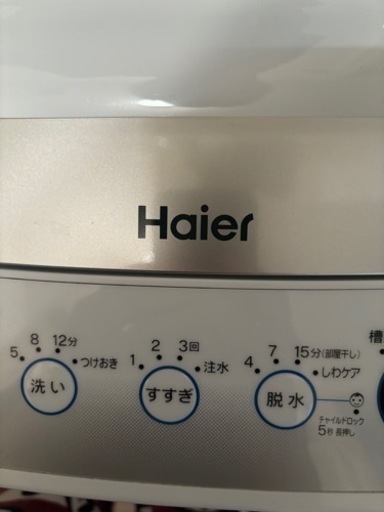 Haier
5 8 12分 つけおき
洗い
1 2 3回 注水
すすぎ
4 7 15分(部屋干し) しわケア
脱水
チャイルドロック
5秒長押し
槽